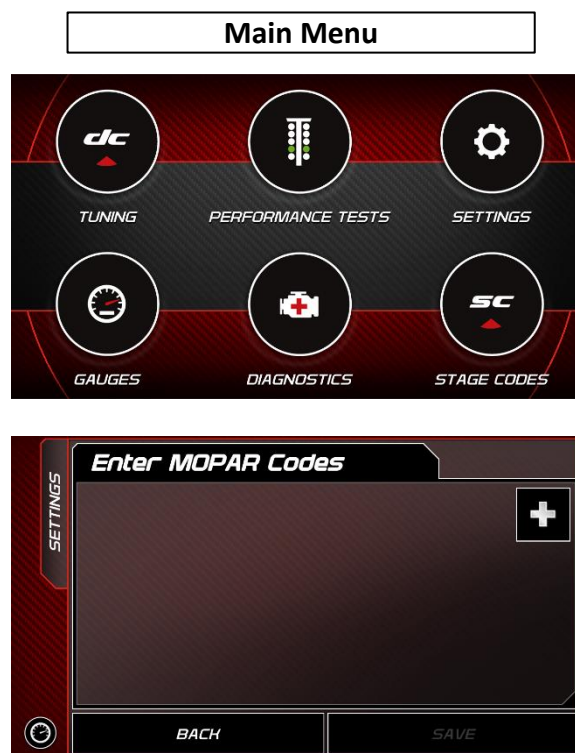 Main Menu
dc
TUNING
PERFORMANCE TESTS
SETTINGS
sc
GAUGES
DIAGNOSTICS
STAGE CODES
SETTINGS
Enter MOPAR Codes
BACK
SAVE